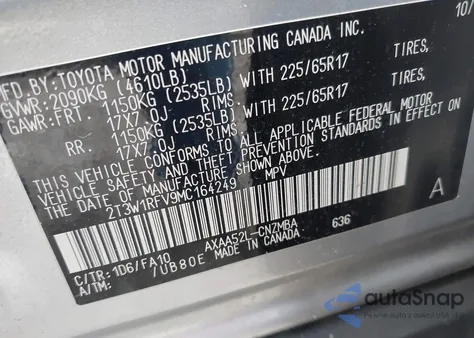 MFD.BY:TOYOTA MOTOR MANUFACTURING CANADA INC. 10/
GVWR:2090KG (4610LB)
GAWR:FRT. 1150KG (2535LB) WITH 225/65R17 TIRES,
17X7 0J RIMS.
RR. 1150KG (2535LB) WITH 225/65R17 TIRES,
17X7 0J RIMS.
THIS VEHICLE CONFORMS TO ALL APPLICABLE FEDERAL MOTOR
VEHICLE SAFETY AND THEFT PREVENTION STANDARDS IN EFFECT ON
THE DATE OF MANUFACTURE SHOWN ABOVE.
2T3W1RFV9MC164249 MPV
A
C/TR:1D6/FA10 AXAA52L-CNZMBA 636
A/TM: /UB80E MADE IN CANADA
autoSnap